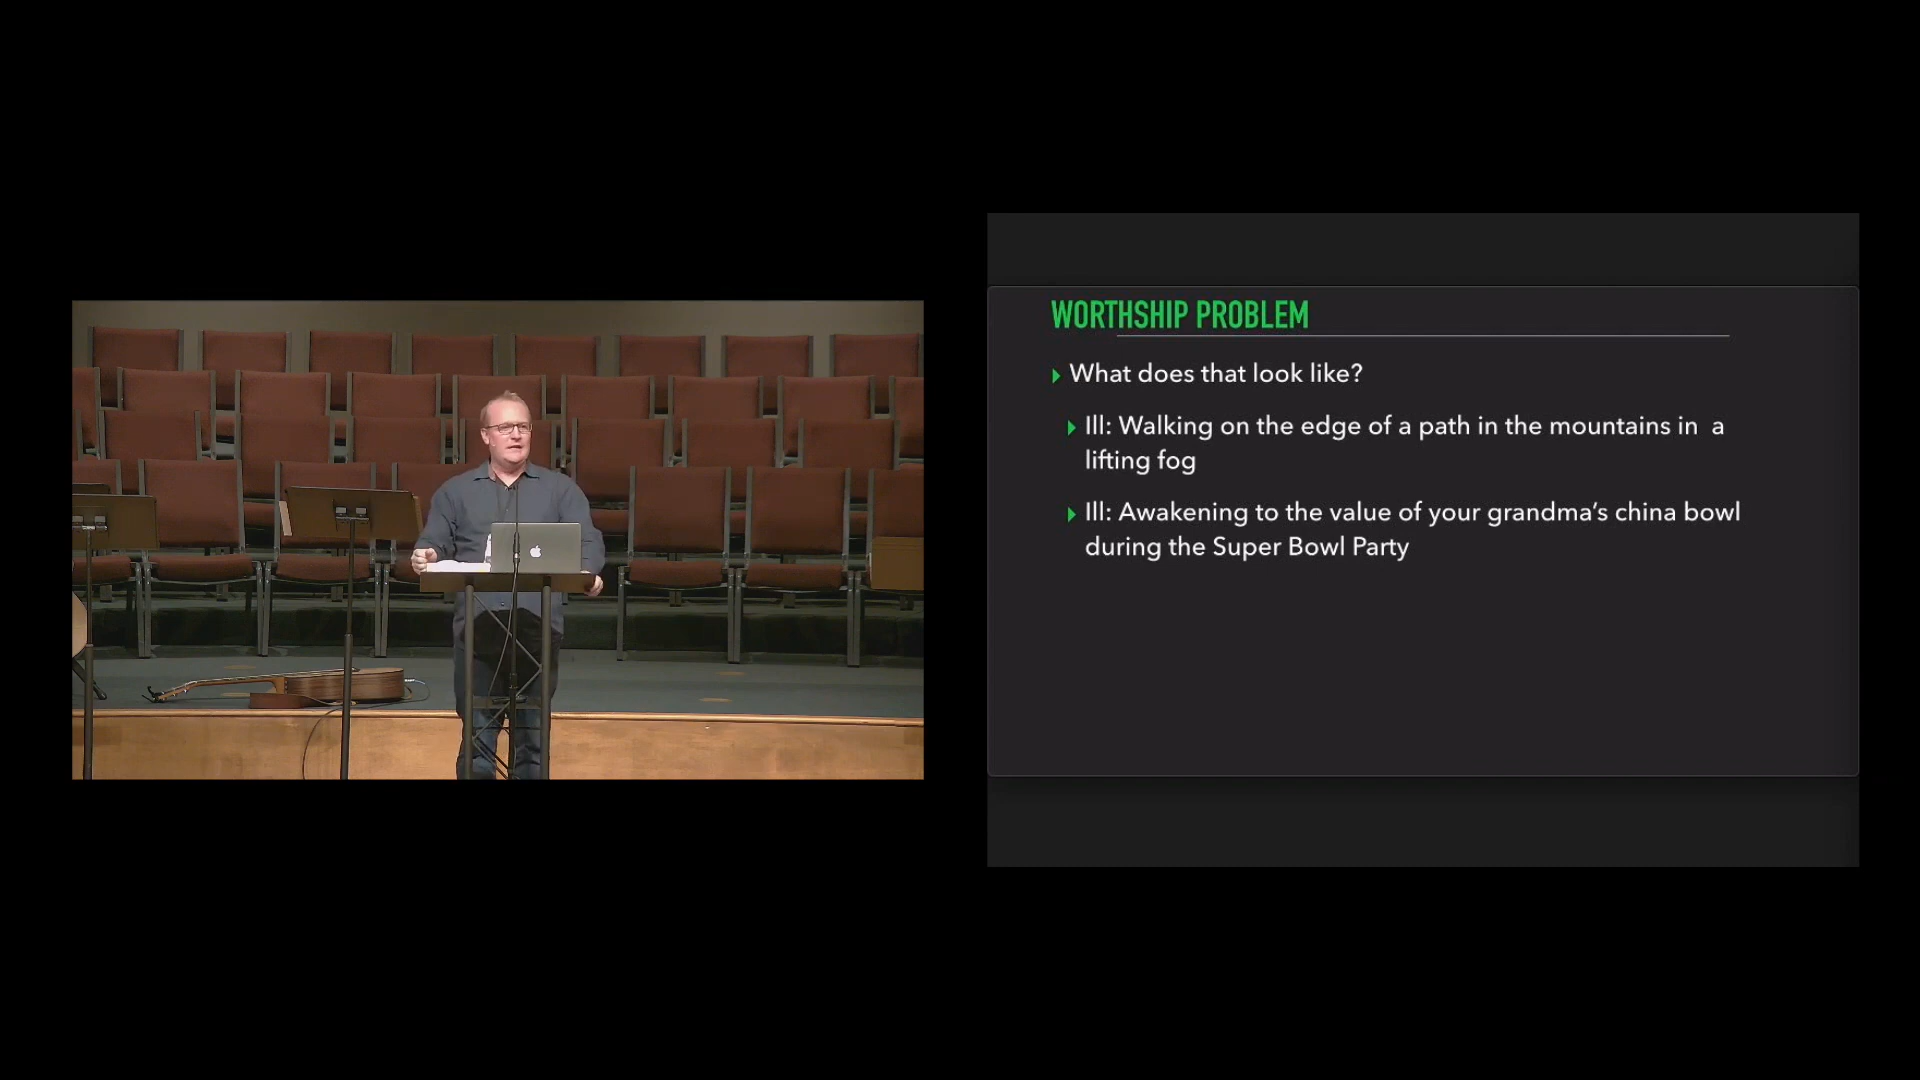 WORTHSHIP PROBLEM
What does that look like?
Ill: Walking on the edge of a path in the mountains in  a
lifting fog
Ill: Awakening to the value of your grandma’s china bowl
during the Super Bowl Party